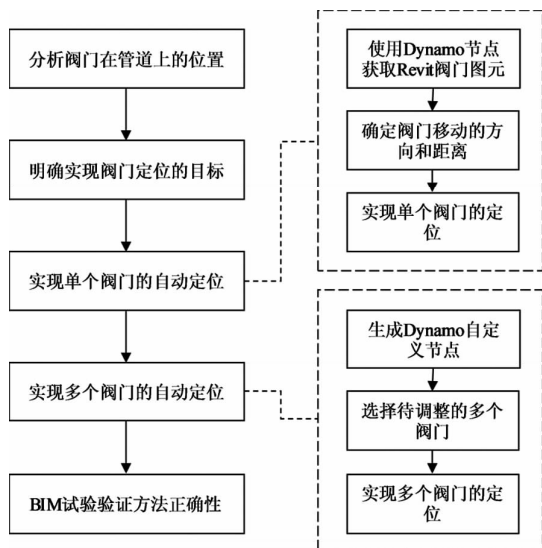 分析阀门在管道上的位置
明确实现阀门定位的目标
实现单个阀门的自动定位
实现多个阀门的自动定位
BIM试验验证方法正确性
使用Dynamo节点
获取Revit阀门图元
确定阀门移动的方
向和距离
实现单个阀门的定
位
生成Dynamo自定
义节点
选择待调整的多个
阀门
实现多个阀门的定
位